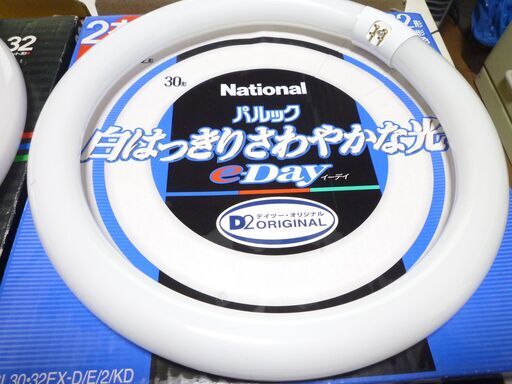 32
30形
National
パルック
白はっきりさわやかな光
e-Day
イーデイ
D2
デイツー・オリジナル
ORIGINAL
30・32EX-D/E/2/KD